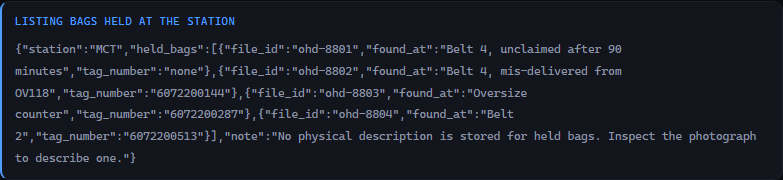 LISTING BAGS HELD AT THE STATION
{"station":"MCT","held_bags":[{"file_id":"ohd-8801","found_at":"Belt 4, unclaimed after 90
minutes","tag_number":"none"},{"file_id":"ohd-8802","found_at":"Belt 4, mis-delivered from
OV118","tag_number":"6072200144"},{"file_id":"ohd-8803","found_at":"Oversize
counter","tag_number":"6072200287"},{"file_id":"ohd-8804","found_at":"Belt
2","tag_number":"6072200513"}],"note":"No physical description is stored for held bags. Inspect the photograph
to describe one."}